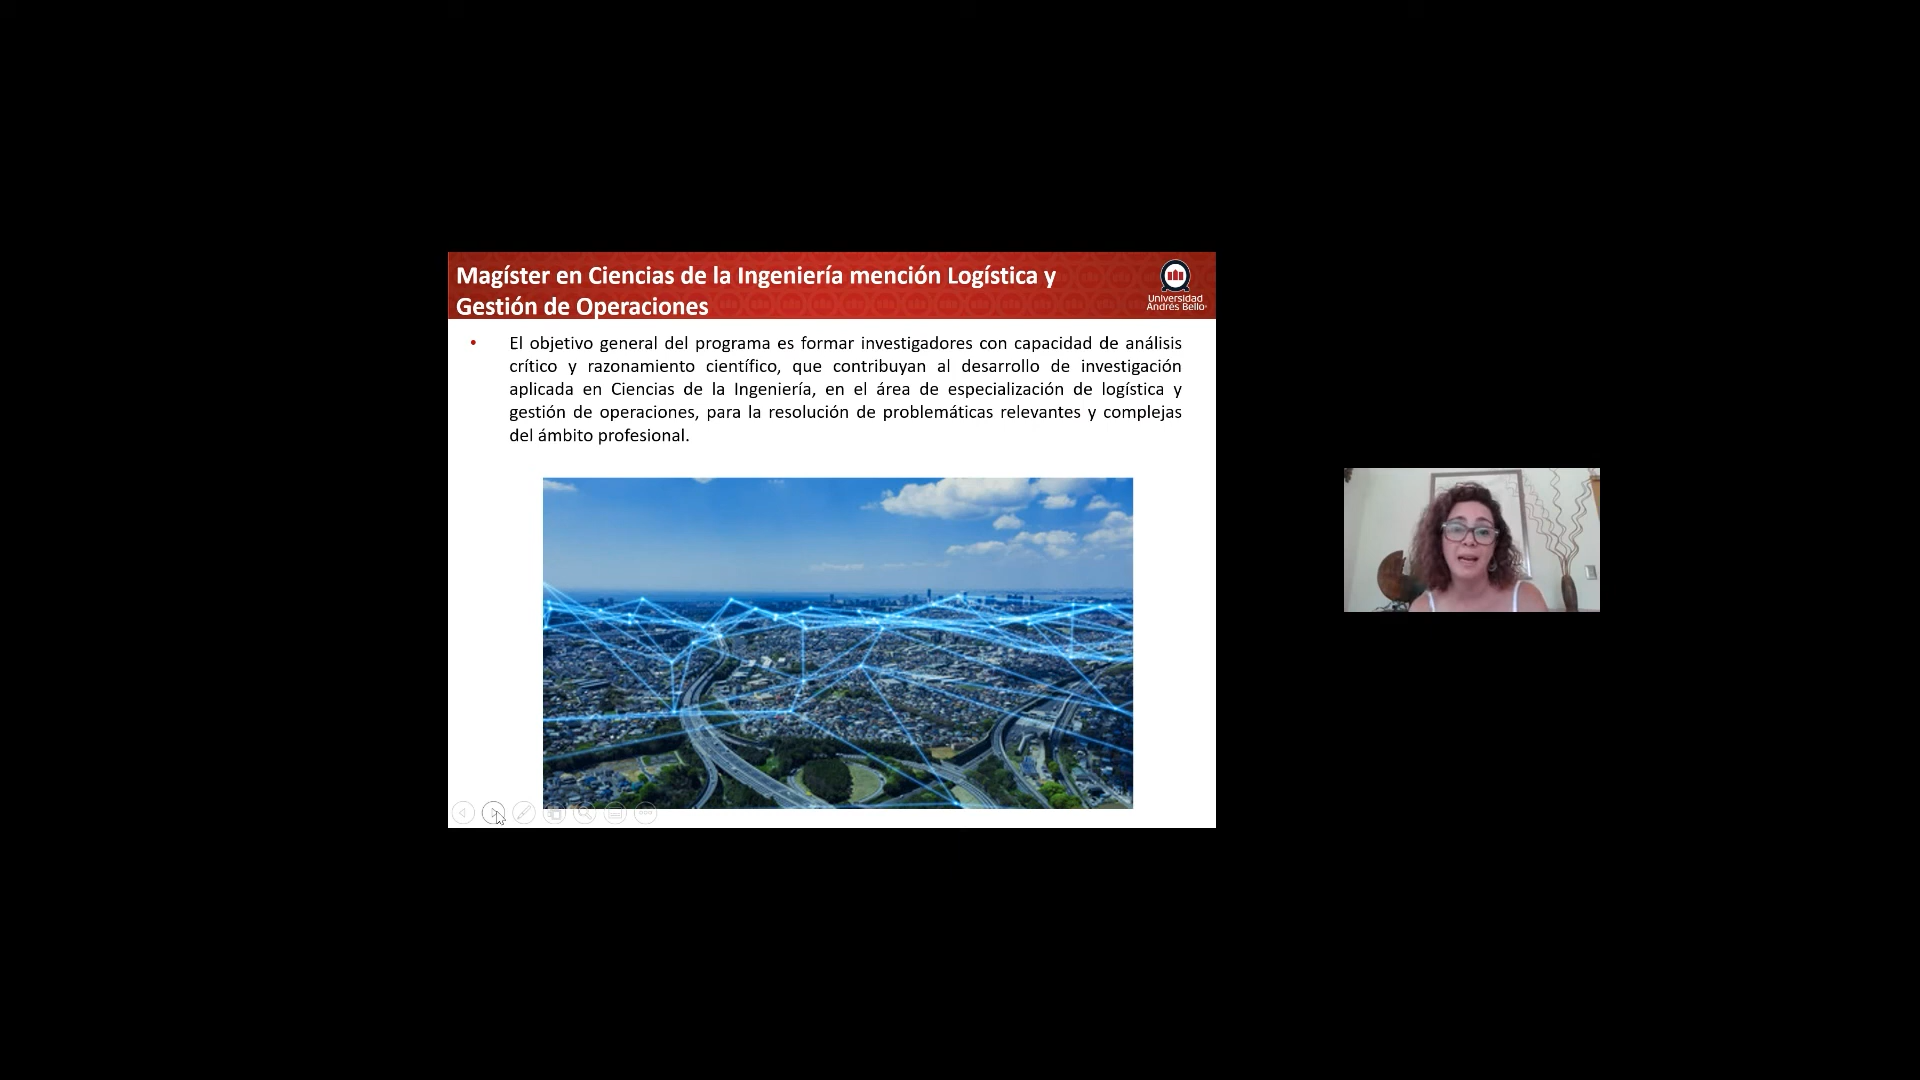 Magíster en Ciencias de la Ingeniería mención Logística y
Gestión de Operaciones
Universidad
Andrés Bello
• El objetivo general del programa es formar investigadores con capacidad de análisis
crítico y razonamiento científico, que contribuyan al desarrollo de investigación
aplicada en Ciencias de la Ingeniería, en el área de especialización de logística y
gestión de operaciones, para la resolución de problemáticas relevantes y complejas
del ámbito profesional.